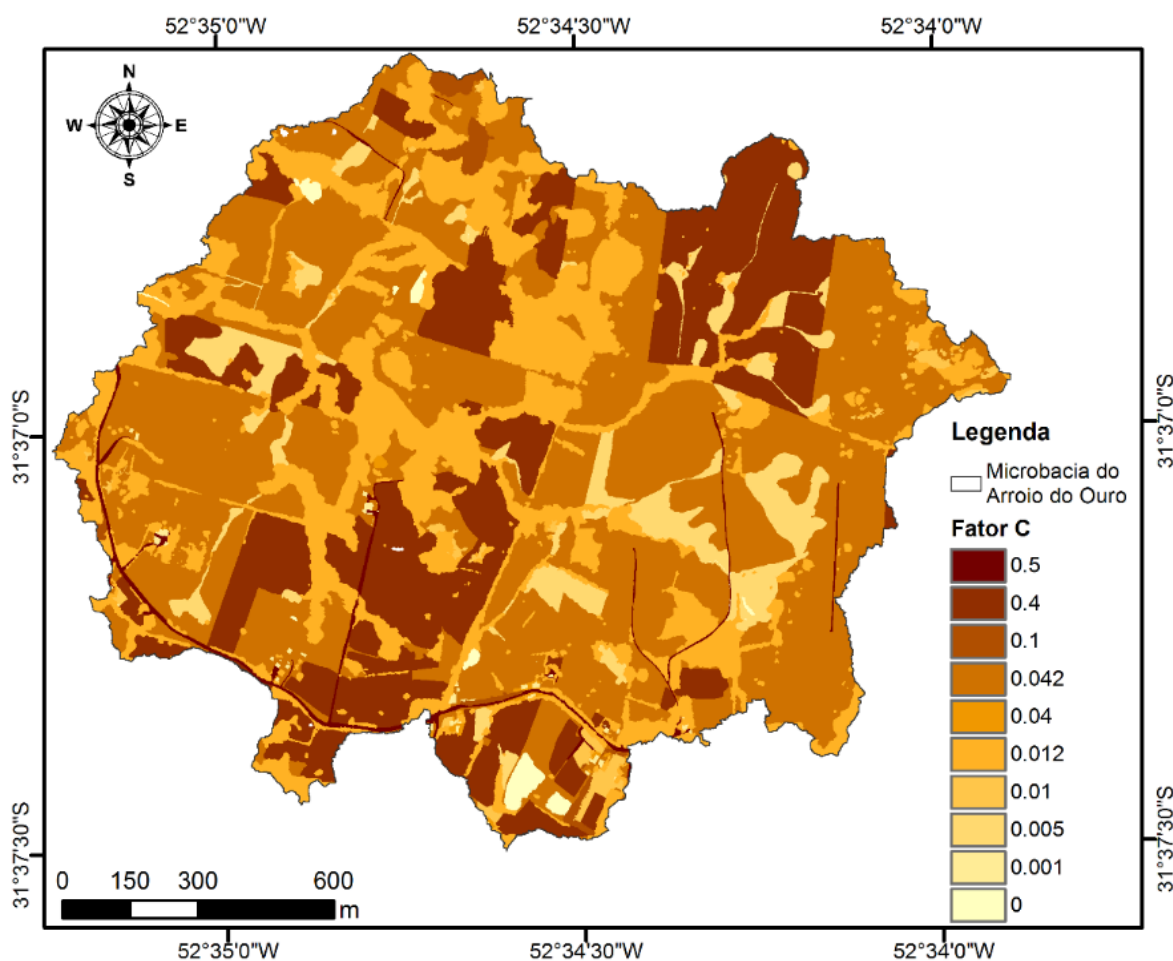 52°35'0"W 52°34'30"W 52°34'0"W
N
W E
S
31°37'0"S 31°37'0"S
Legenda
Microbacia do
Arroio do Ouro
Fator C
0.5
0.4
0.1
0.042
0.04
0.012
0.01
0.005
0.001
0
31°37'30"S 31°37'30"S
0 150 300 600
m
52°35'0"W 52°34'30"W 52°34'0"W